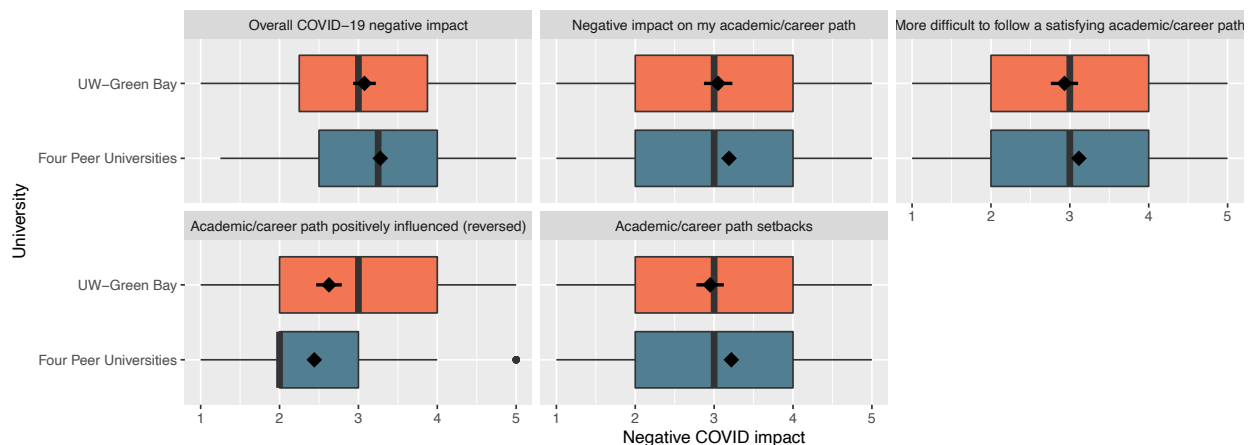 Overall COVID−19 negative impact
Negative impact on my academic/career path
More difficult to follow a satisfying academic/career path
UW−Green Bay
Four Peer Universities
1 2 3 4 5
University
Academic/career path positively influenced (reversed)
Academic/career path setbacks
UW−Green Bay
Four Peer Universities
1 2 3 4 5
1 2 3 4 5
Negative COVID impact